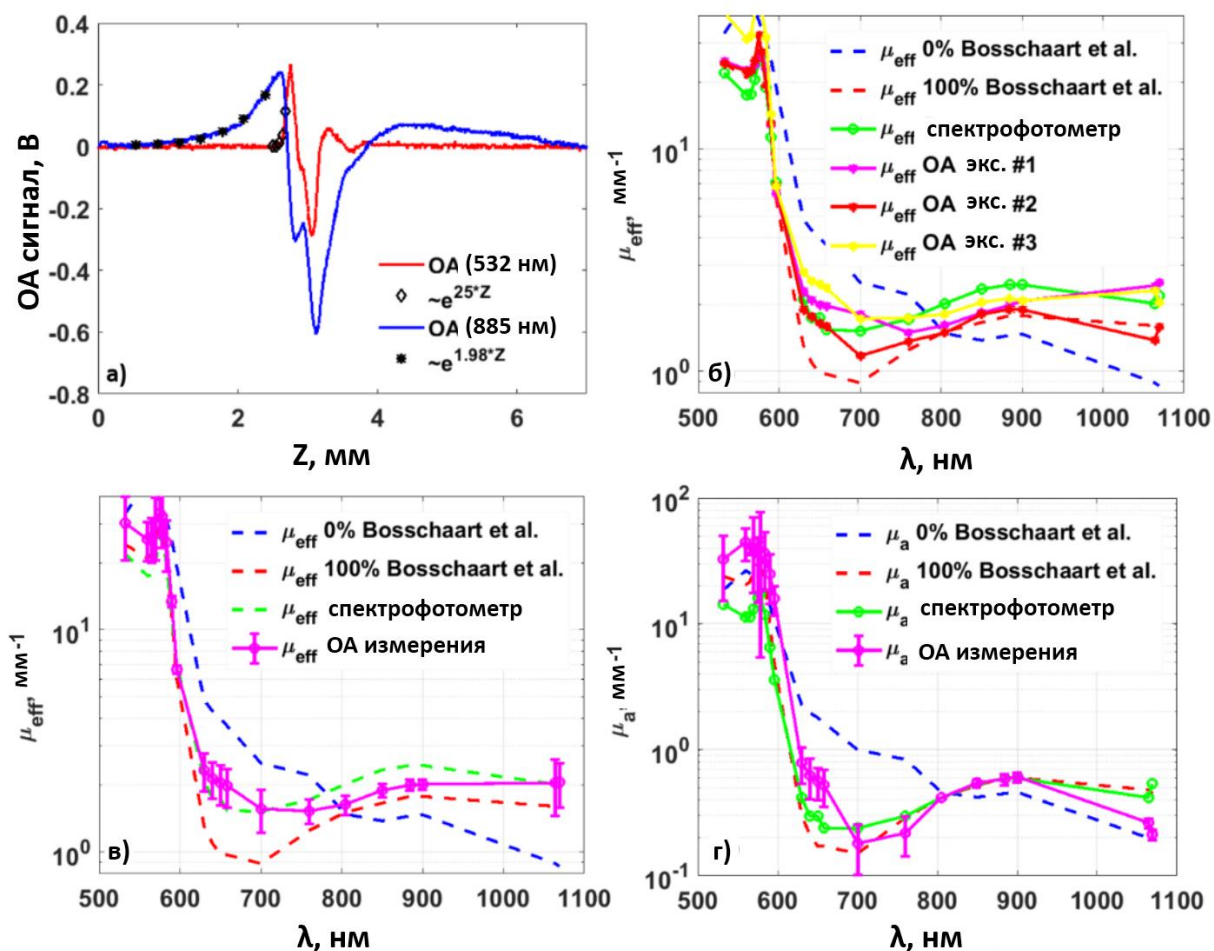 0.4
0.2
0
-0.2
-0.4
-0.6
-0.8
ОА сигнал, В
ОА (532 нм)
~e^25*Z
ОА (885 нм)
~e^1.98*Z
а)
0 2 4 6
Z, мм
10^1
10^0
μeff, мм-1
μeff 0% Bosschaart et al.
μeff 100% Bosschaart et al.
μeff спектрофотометр
μeff ОА экс. #1
μeff ОА экс. #2
μeff ОА экс. #3
б)
500 600 700 800 900 1000 1100
λ, нм
10^1
10^0
μeff, мм-1
μeff 0% Bosschaart et al.
μeff 100% Bosschaart et al.
μeff спектрофотометр
μeff ОА измерения
в)
500 600 700 800 900 1000 1100
λ, нм
10^2
10^1
10^0
10^-1
μa, мм-1
μa 0% Bosschaart et al.
μa 100% Bosschaart et al.
μa спектрофотометр
μa ОА измерения
г)
500 600 700 800 900 1000 1100
λ, нм